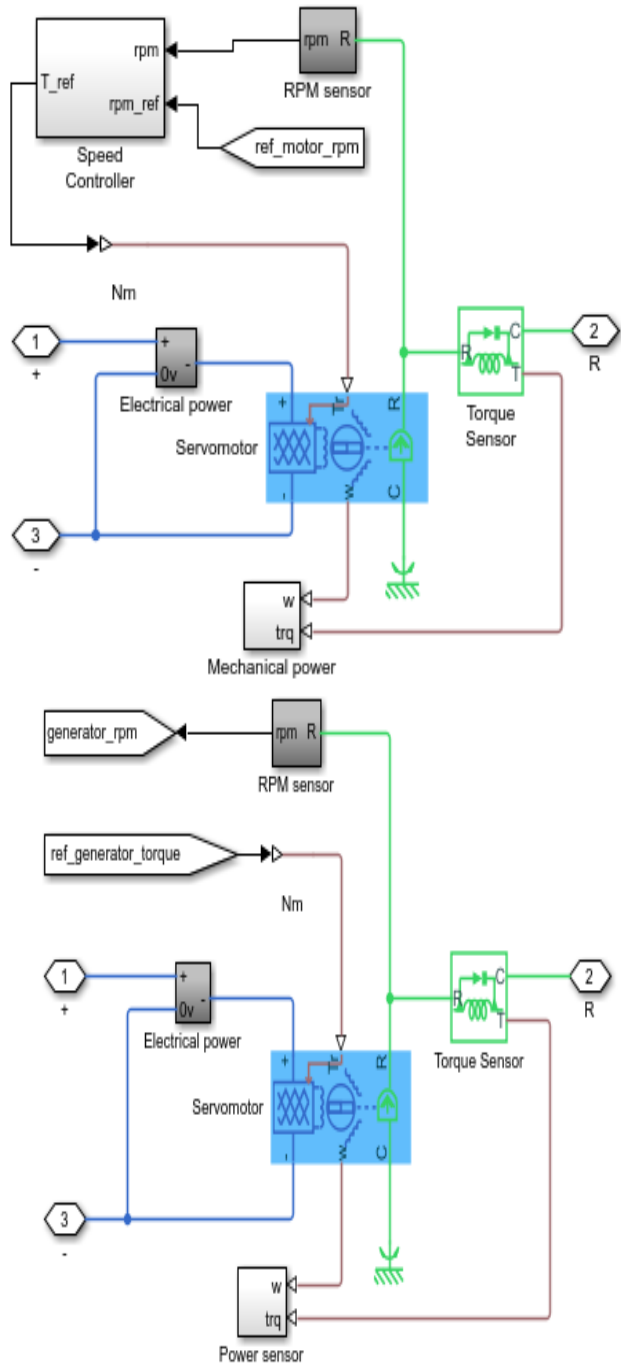 rpm
T_ref
rpm_ref
Speed
Controller
rpm R
RPM sensor
ref_motor_rpm
Nm
1
+
+
0v
-
Electrical power
Servomotor
+
-
Tr
w
R
C
R
C
T
Torque
Sensor
2
R
3
-
w
trq
Mechanical power
generator_rpm
rpm R
RPM sensor
ref_generator_torque
Nm
1
+
+
0v
-
Electrical power
Servomotor
+
-
Tr
w
R
C
R
C
T
Torque Sensor
2
R
3
-
w
trq
Power sensor